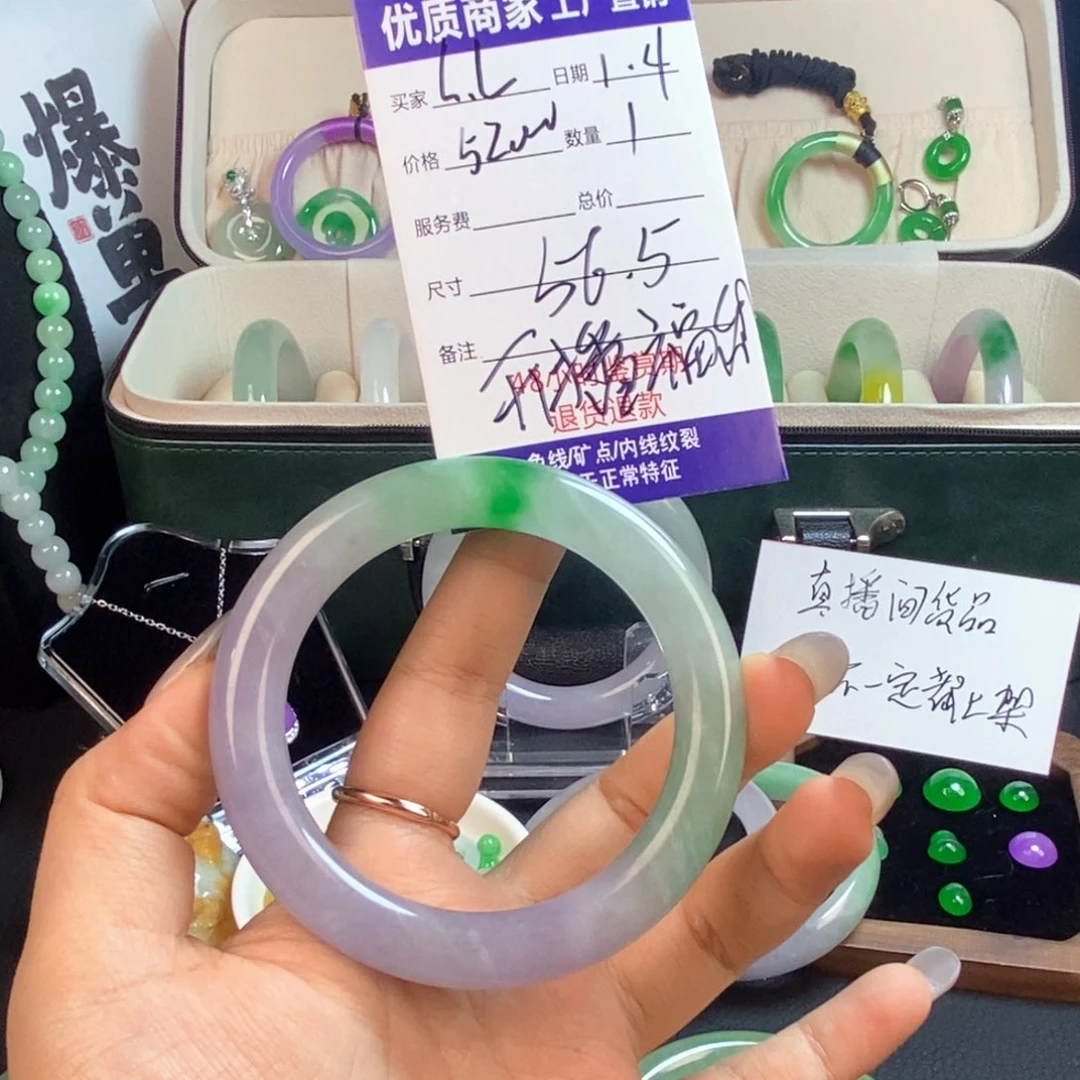 优质商家工厂直销
买家 L.L 日期 1.4
价格 52000 数量 1
服务费 总价
尺寸 56.5
备注
退货退款
色线/矿点/内线纹裂
正常特征
爆单
直播间货品
不一定都上架